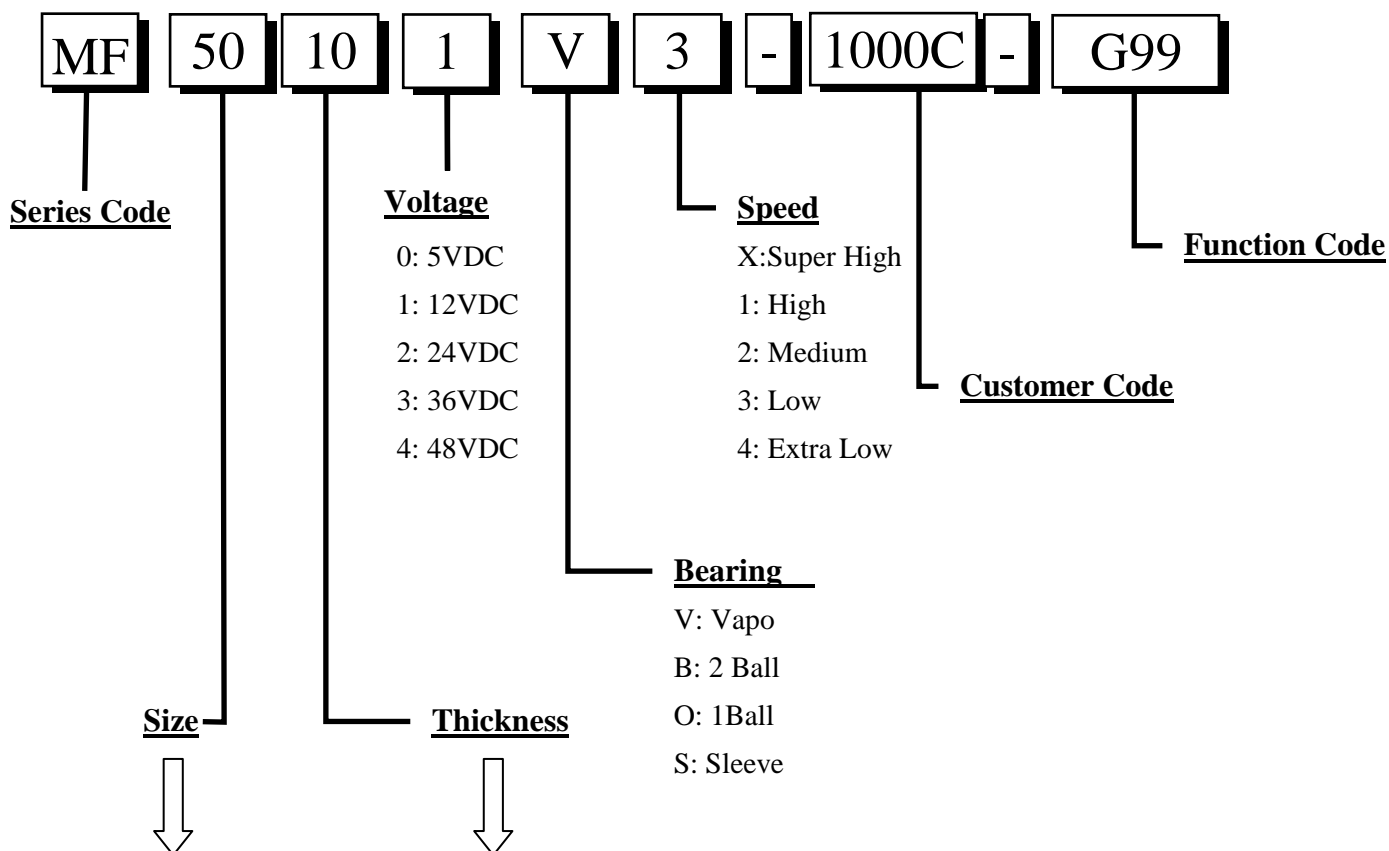 MF 50 10 1 V 3 - 1000C - G99
Series Code
Voltage
0: 5VDC
1: 12VDC
2: 24VDC
3: 36VDC
4: 48VDC
Speed
X:Super High
1: High
2: Medium
3: Low
4: Extra Low
Function Code
Customer Code
Bearing
V: Vapo
B: 2 Ball
O: 1Ball
S: Sleeve
Size
Thickness